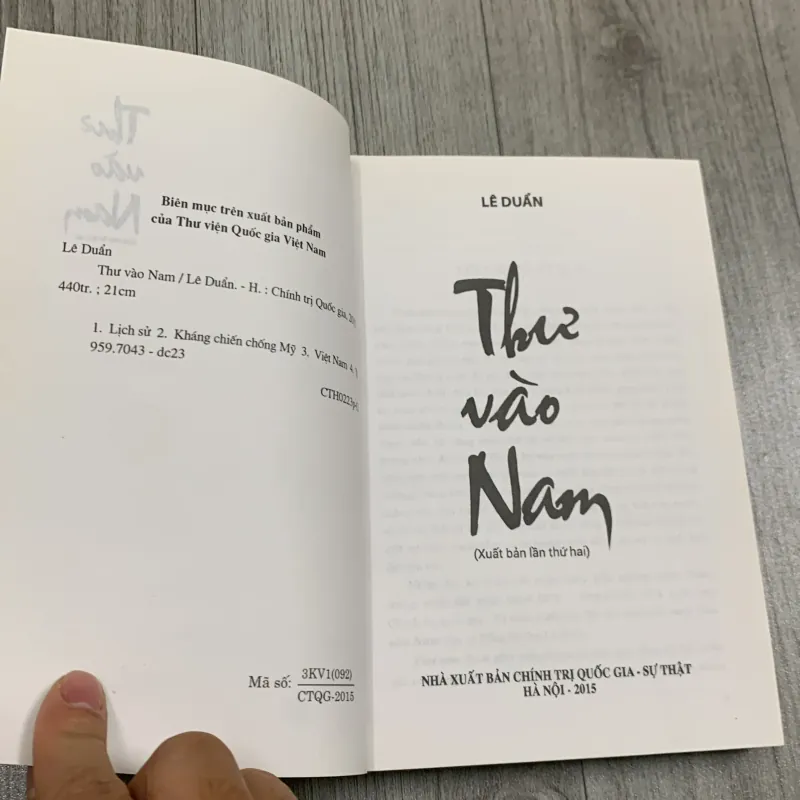 Biên mục trên xuất bản phẩm
của Thư viện Quốc gia Việt Nam
Lê Duẩn
Thư vào Nam / Lê Duẩn. - H. : Chính trị Quốc gia,
440tr. ; 21cm
1. Lịch sử 2. Kháng chiến chống Mỹ 3. Việt Nam 4.
959.7043 - dc23
CTH0223p-
Mã số: 3KV1(092)
CTQG-2015
LÊ DUẨN
Thư
vào
Nam
(Xuất bản lần thứ hai)
NHÀ XUẤT BẢN CHÍNH TRỊ QUỐC GIA - SỰ THẬT
HÀ NỘI - 2015